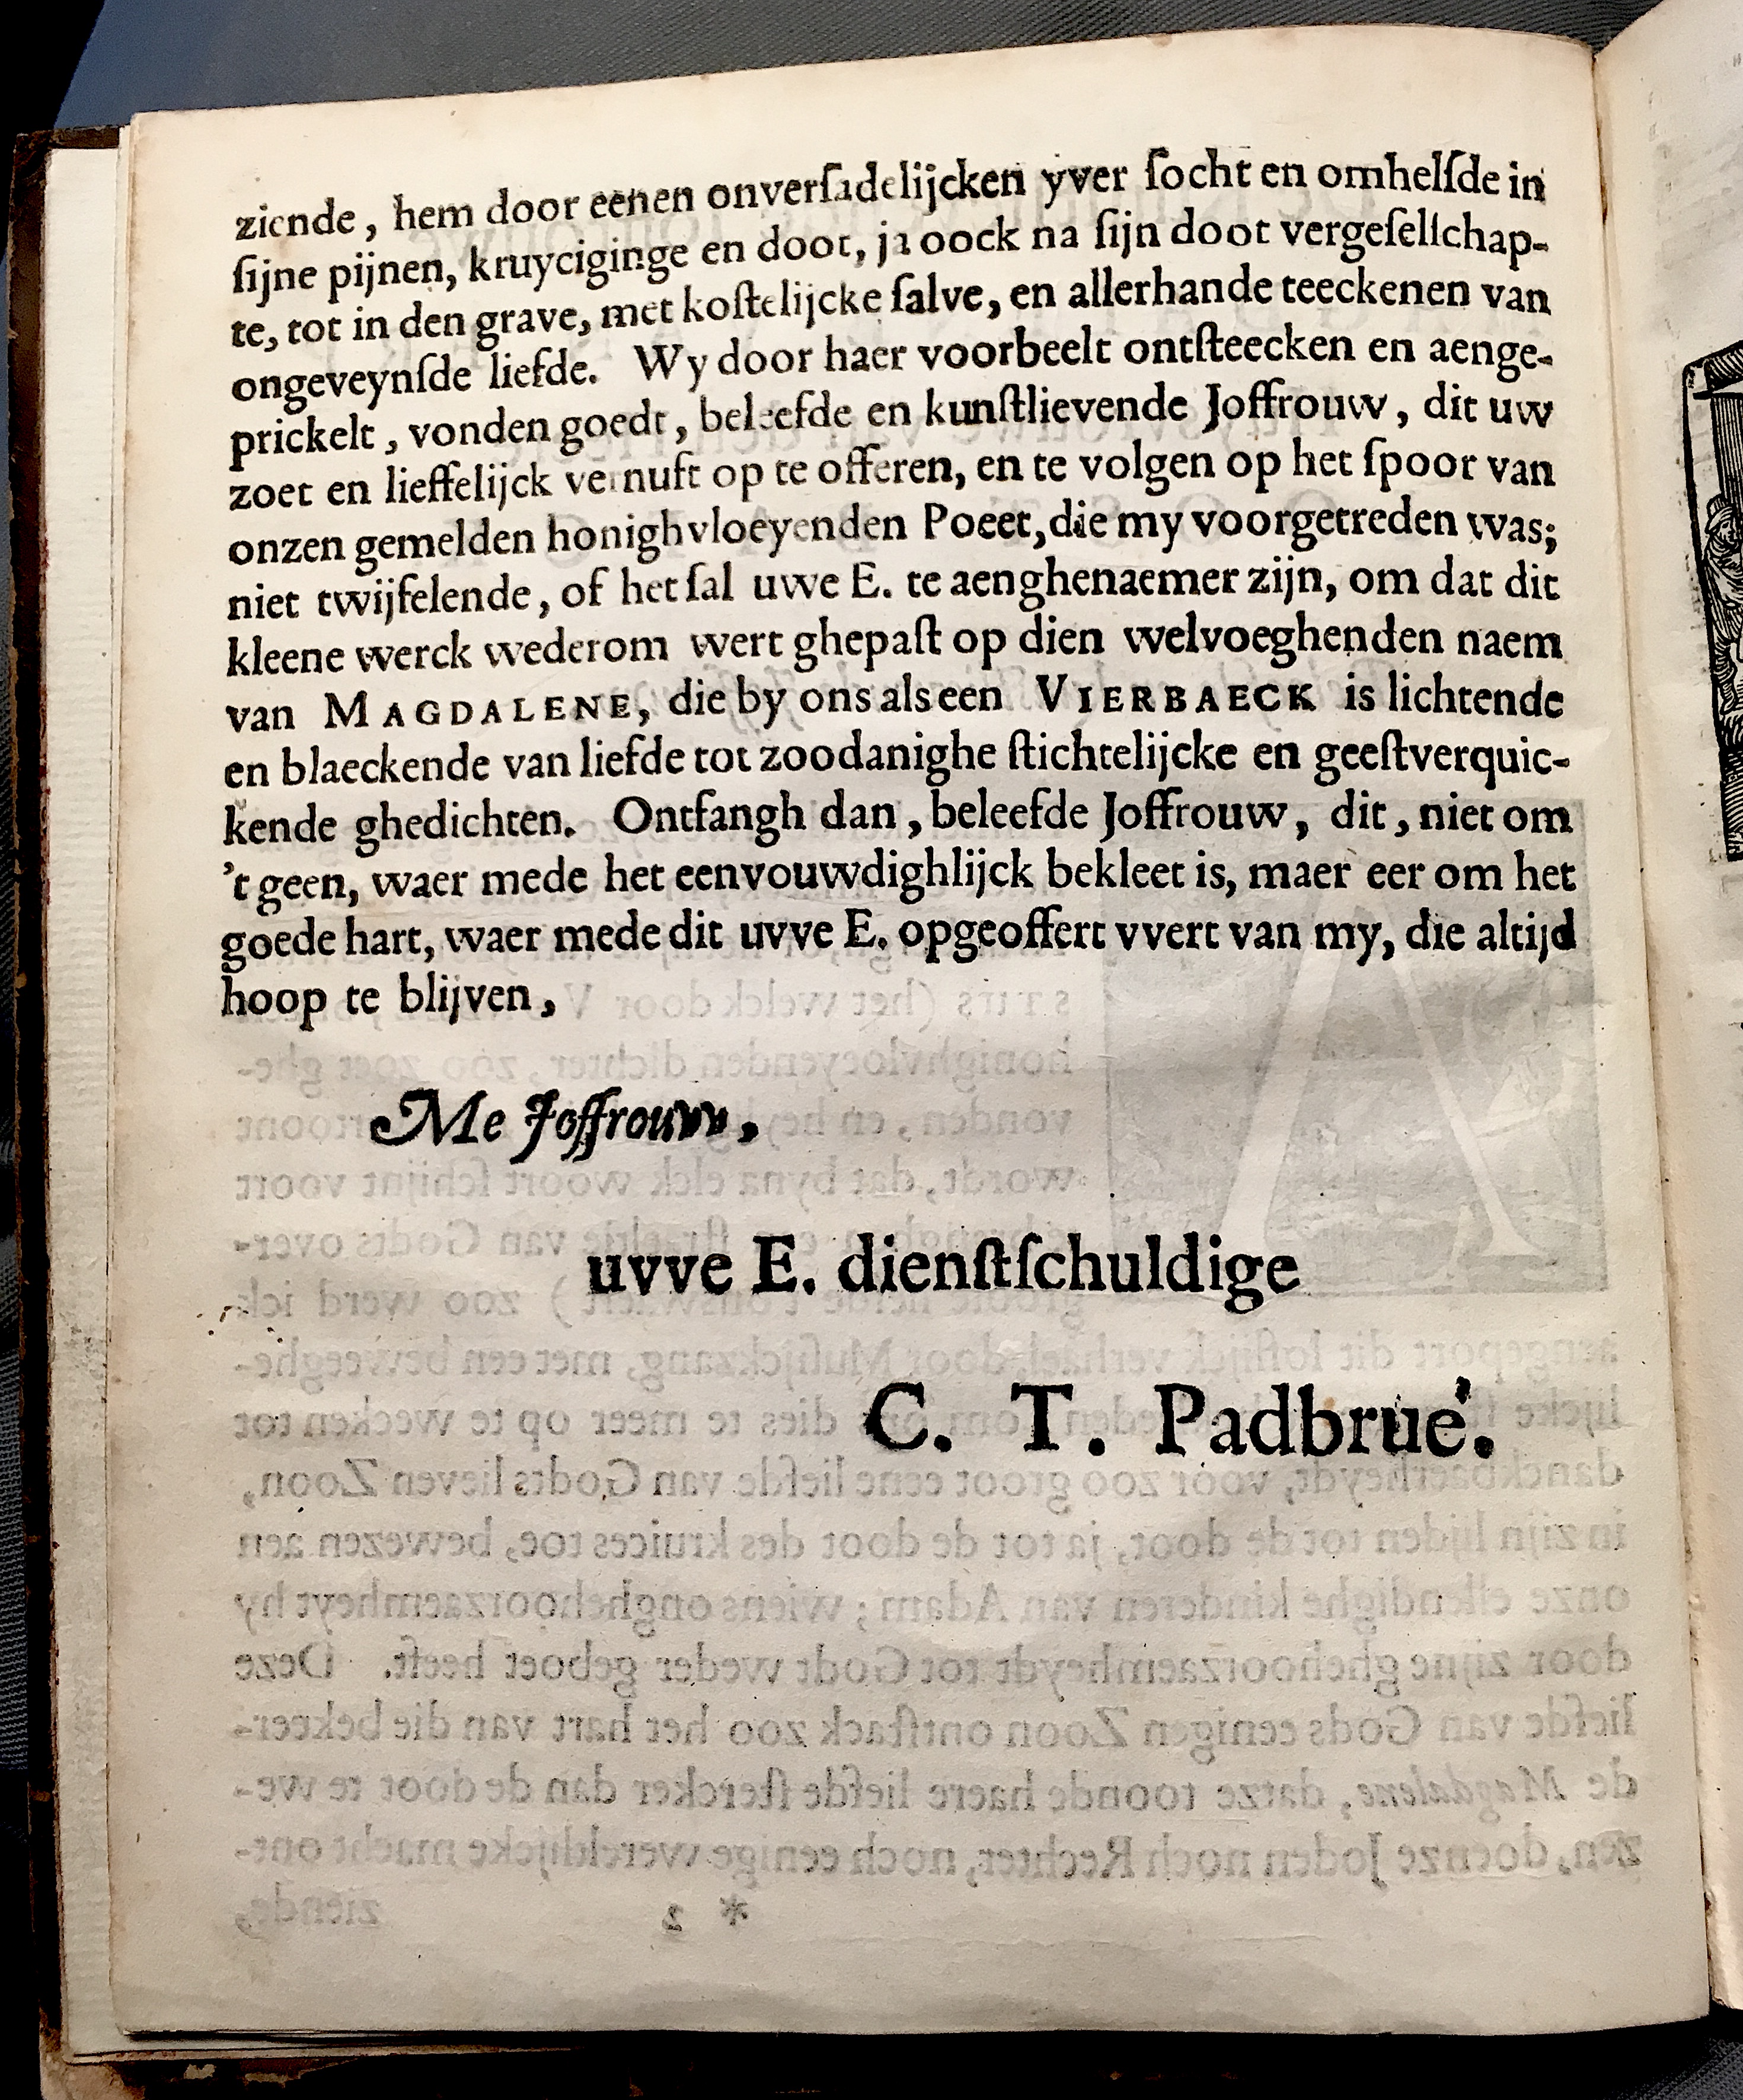 ziende, hem door eenen onverſadelijcken yver ſocht en omhelſde in
ſijne pijnen, kruyciginge en doot, ja oock na ſijn doot vergeſelſchap-
te, tot in den grave, met koſtelijcke ſalve, en allerhande teeckenen van
ongeveynſde liefde. Wy door haer voorbeelt ontſteecken en aenge-
prickelt, vonden goedt, beleefde en kunſtlievende Joffrouw, dit uw
zoet en lieffelijck vernuft op te offeren, en te volgen op het ſpoor van
onzen gemelden honighvloeyenden Poeet, die my voorgetreden was;
niet twijfelende, of het ſal uwe E. te aenghenaemer zijn, om dat dit
kleene werck wederom wert ghepaſt op dien welvoeghenden naem
van MAGDALENE, die by ons als een VIERBAECK is lichtende
en blaeckende van liefde tot zoodanighe ſtichtelijcke en geeſtverquic-
kende ghedichten. Ontfangh dan, beleefde Joffrouw, dit, niet om
't geen, waer mede het eenvouwdighlijck bekleet is, maer eer om het
goede hart, waer mede dit uvve E. opgeoffert vvert van my, die altijd
hoop te blijven,
Me Joffrouvv,
uvve E. dienſtſchuldige
C. T. Padbrué.